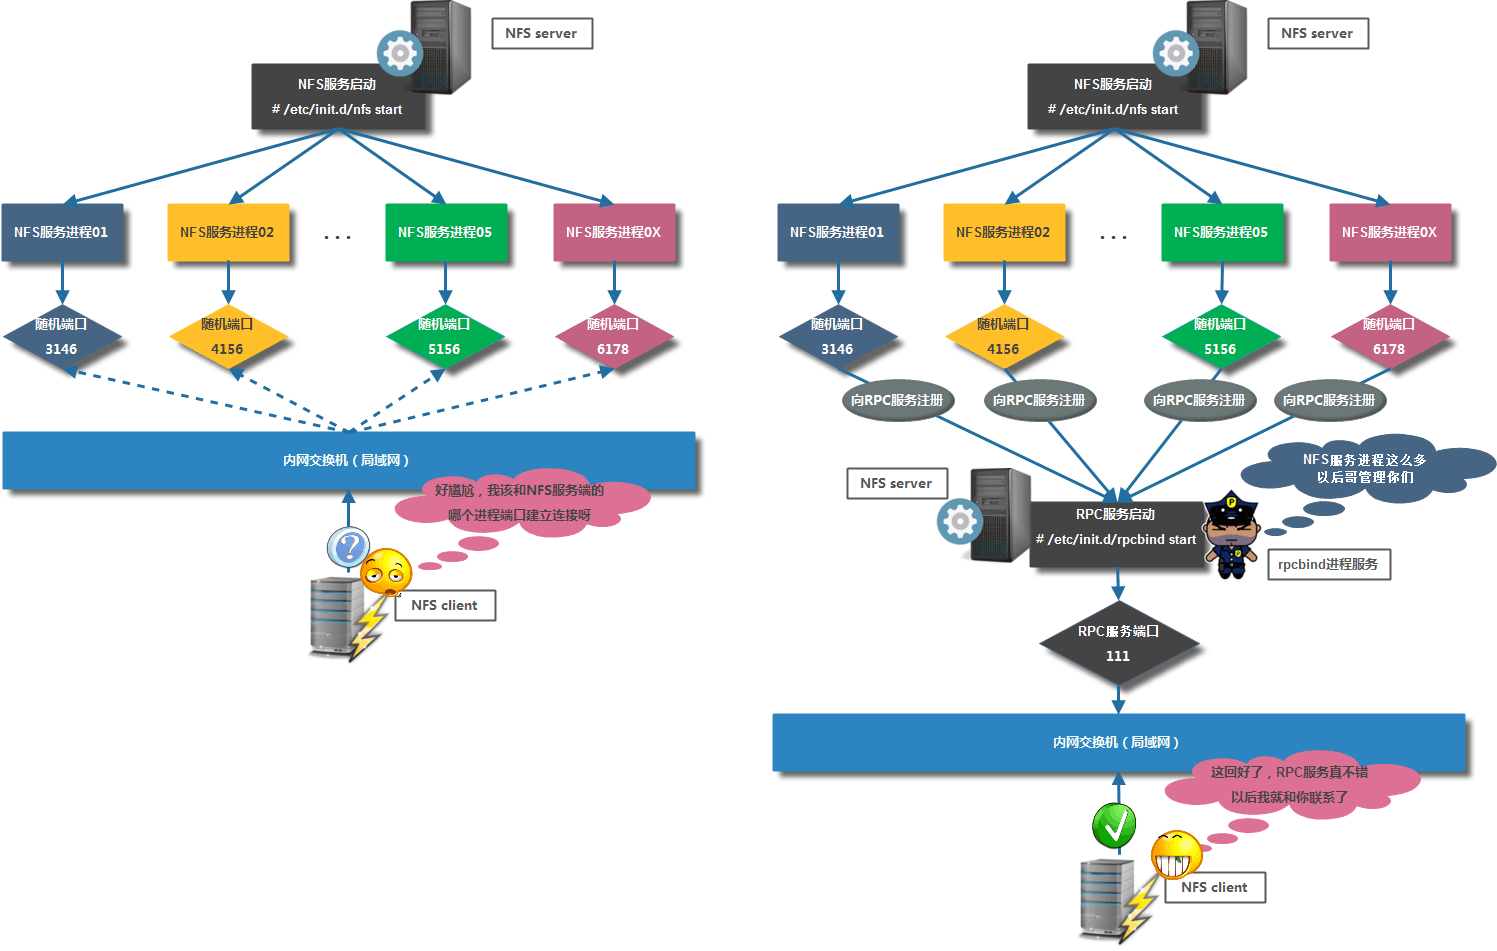 NFS server
NFS服务启动
# /etc/init.d/nfs start
NFS服务进程01
NFS服务进程02
...
NFS服务进程05
NFS服务进程0X
随机端口
3146
随机端口
4156
随机端口
5156
随机端口
6178
内网交换机（局域网）
好尴尬，我该和NFS服务端的
哪个进程端口建立连接呀
?
NFS client
NFS server
NFS服务启动
# /etc/init.d/nfs start
NFS服务进程01
NFS服务进程02
...
NFS服务进程05
NFS服务进程0X
随机端口
3146
随机端口
4156
随机端口
5156
随机端口
6178
向RPC服务注册
向RPC服务注册
向RPC服务注册
向RPC服务注册
NFS服务进程这么多
以后哥管理你们
NFS server
RPC服务启动
# /etc/init.d/rpcbind start
P
rpcbind进程服务
RPC服务端口
111
内网交换机（局域网）
这回好了，RPC服务真不错
以后我就和你联系了
NFS client